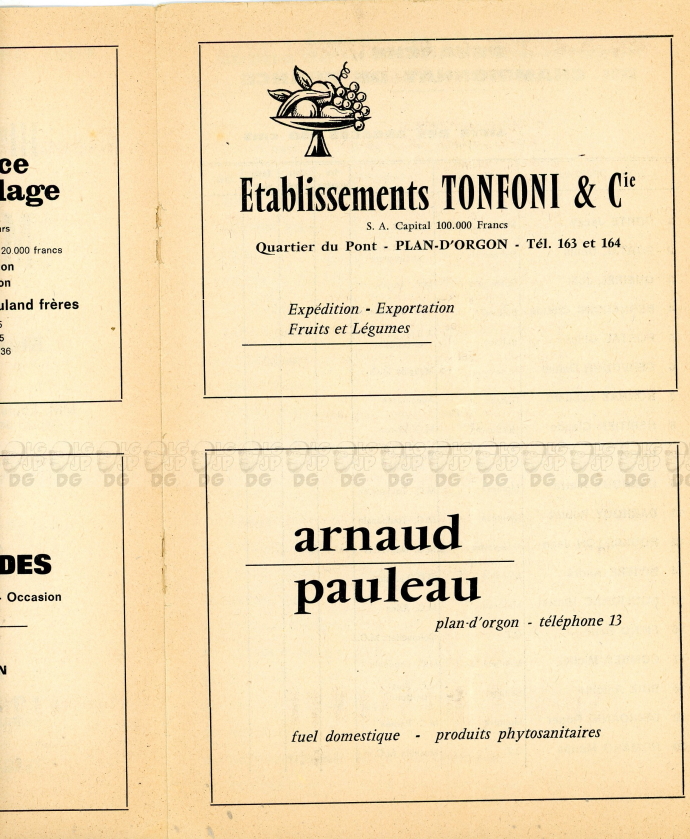 ce
lage
rs
20.000 francs
on
on
uland frères
5
5
36
DES
- Occasion
N
Etablissements TONFONI & Cie
S. A. Capital 100.000 Francs
Quartier du Pont - PLAN-D'ORGON - Tél. 163 et 164
Expédition - Exportation
Fruits et Légumes
arnaud
pauleau
plan-d'orgon - téléphone 13
fuel domestique - produits phytosanitaires